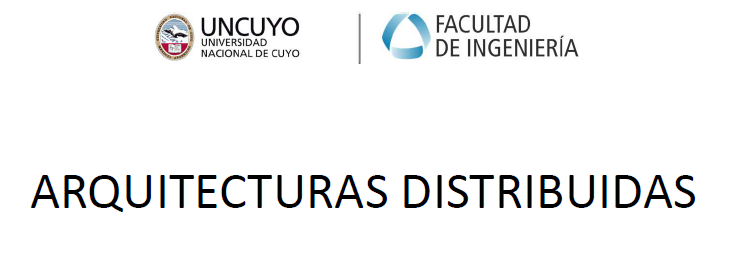 UNCUYO
UNIVERSIDAD
NACIONAL DE CUYO
FACULTAD
DE INGENIERÍA
ARQUITECTURAS DISTRIBUIDAS